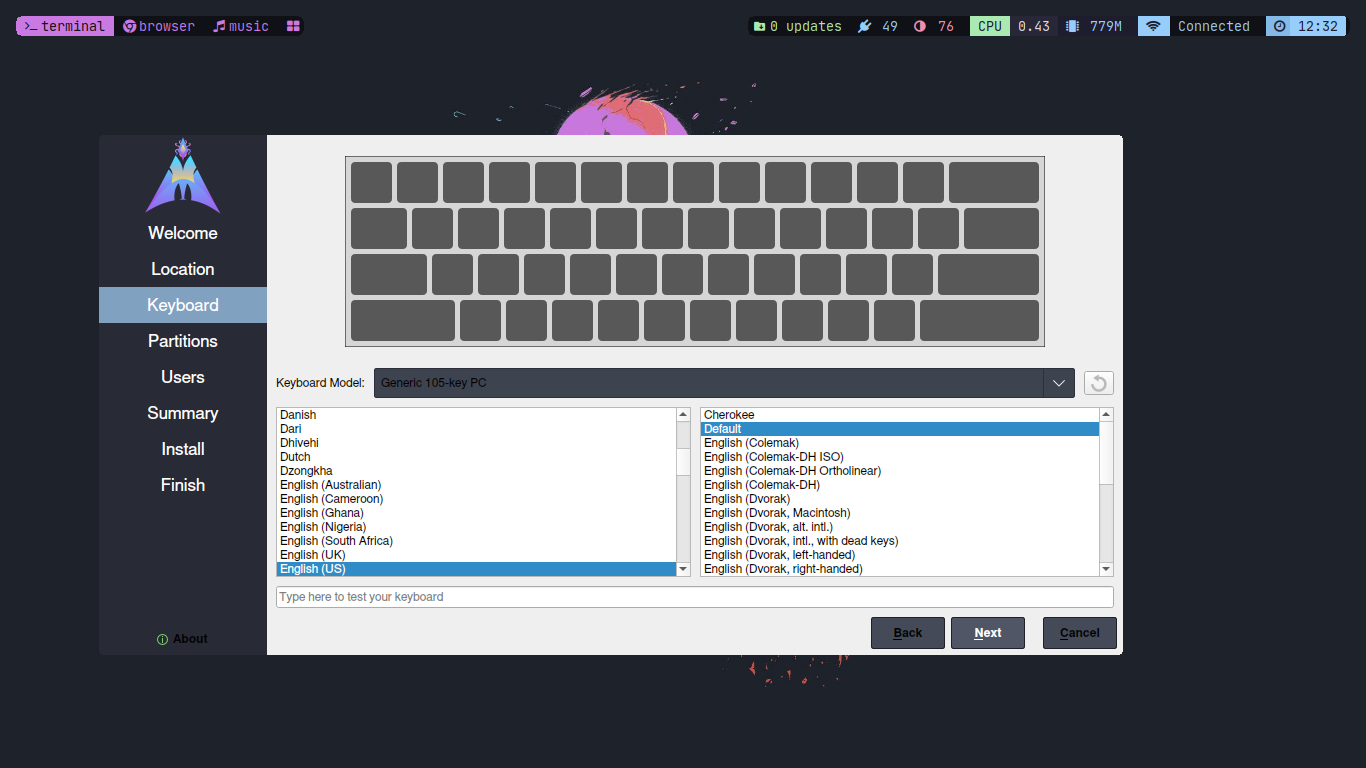 terminal browser music 0 updates 49 76 CPU 0.43 779M Connected 12:32
Welcome
Location
Keyboard
Partitions
Users
Summary
Install
Finish
About
Keyboard Model: Generic 105-key PC
Danish
Dari
Dhivehi
Dutch
Dzongkha
English (Australian)
English (Cameroon)
English (Ghana)
English (Nigeria)
English (South Africa)
English (UK)
English (US)
Cherokee
Default
English (Colemak)
English (Colemak-DH ISO)
English (Colemak-DH Ortholinear)
English (Colemak-DH)
English (Dvorak)
English (Dvorak, Macintosh)
English (Dvorak, alt. intl.)
English (Dvorak, intl., with dead keys)
English (Dvorak, left-handed)
English (Dvorak, right-handed)
Type here to test your keyboard
Back Next Cancel